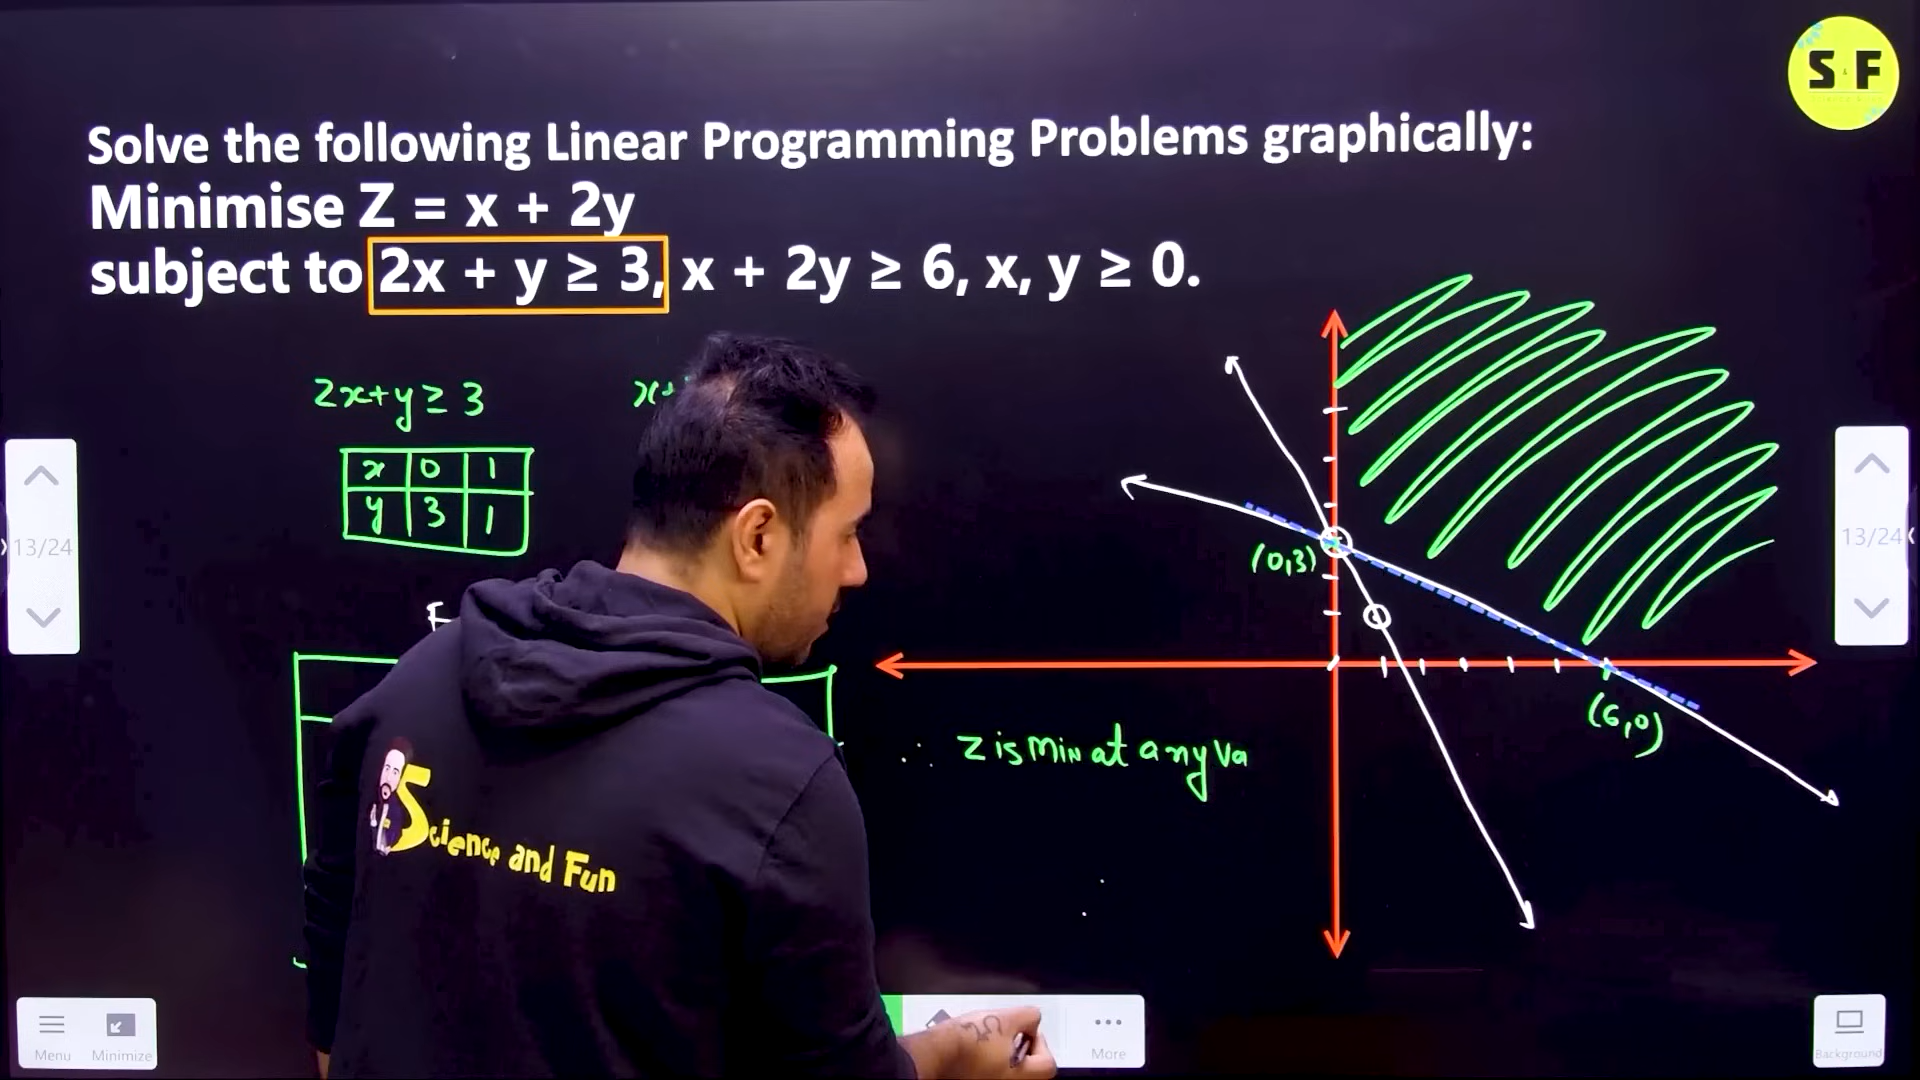 S & F
Solve the following Linear Programming Problems graphically:
Minimise Z = x + 2y
subject to 2x + y ≥ 3, x + 2y ≥ 6, x, y ≥ 0.
2x+y ≥ 3
x+
x 0 1
y 3 1
13/24
13/24
(0,3)
(6,0)
∴ Z is Min at any va
Science and Fun
Menu
Minimize
More
Background